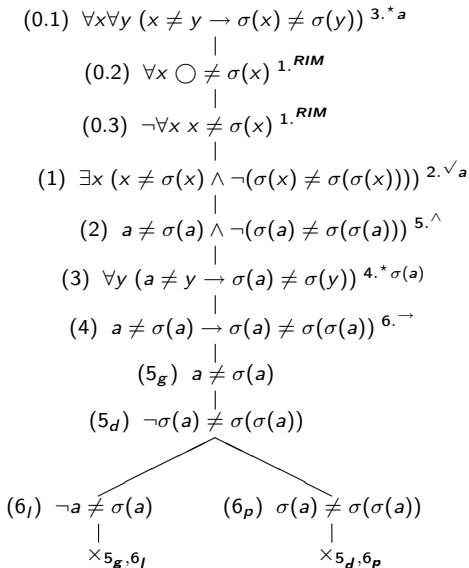 (0.1) ∀x∀y (x ≠ y → σ(x) ≠ σ(y)) 3.* a
(0.2) ∀x ◯ ≠ σ(x) 1.RIM
(0.3) ¬∀x x ≠ σ(x) 1.RIM
(1) ∃x (x ≠ σ(x) ∧ ¬(σ(x) ≠ σ(σ(x)))) 2.√a
(2) a ≠ σ(a) ∧ ¬(σ(a) ≠ σ(σ(a))) 5.∧
(3) ∀y (a ≠ y → σ(a) ≠ σ(y)) 4.* σ(a)
(4) a ≠ σ(a) → σ(a) ≠ σ(σ(a)) 6.→
(5g) a ≠ σ(a)
(5d) ¬σ(a) ≠ σ(σ(a))
(6l) ¬a ≠ σ(a) (6p) σ(a) ≠ σ(σ(a))
×5g,6l ×5d,6p